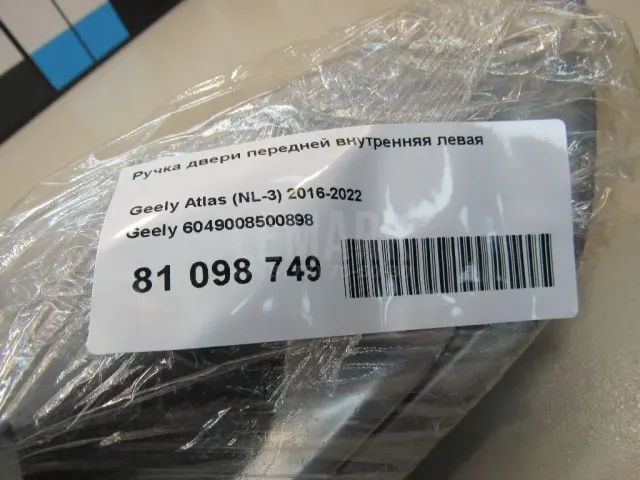 Ручка двери передней внутренняя левая
Geely Atlas (NL-3) 2016-2022
Geely 6049008500898
81 098 749